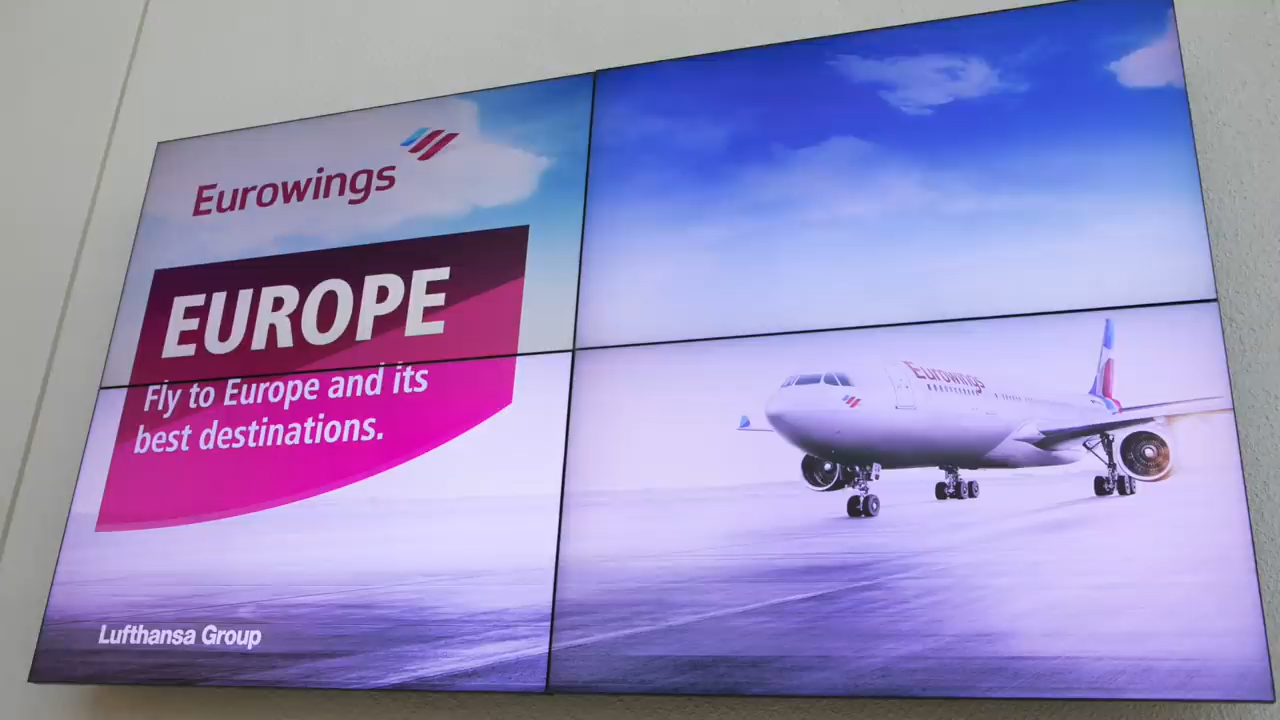 Eurowings
EUROPE
Fly to Europe and its
best destinations.
Eurowings
Lufthansa Group